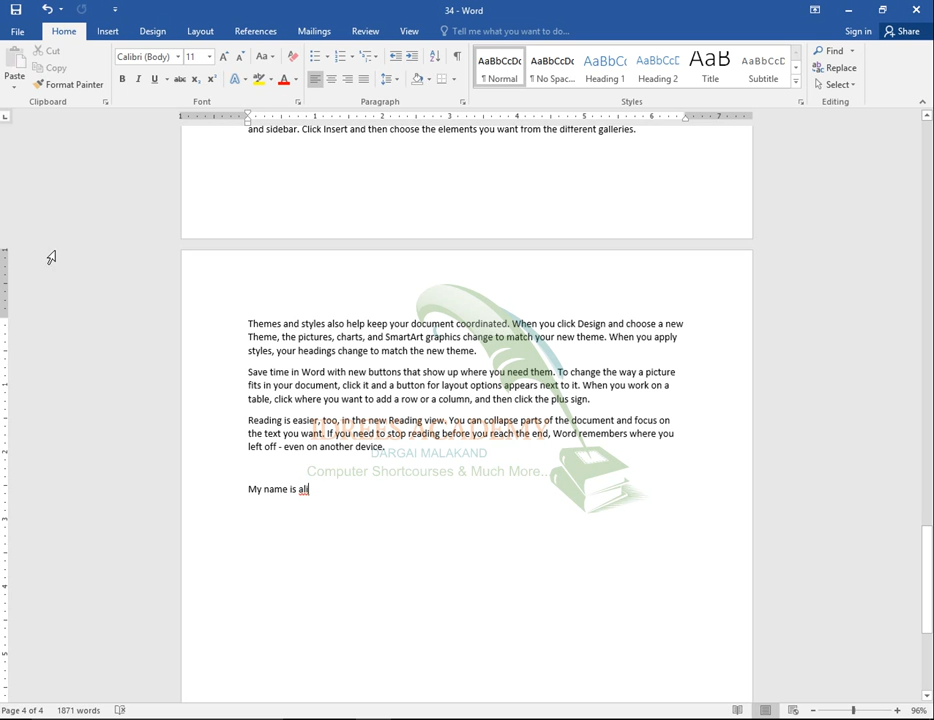 34 - Word
File Home Insert Design Layout References Mailings Review View Tell me what you want to do... Sign in Share
Cut
Copy
Format Painter
Paste
Clipboard
Calibri (Body) 11
Font
Paragraph
AaBbCcDc AaBbCcDc AaBbCc AaBbCcC AaB AaBbCcC
¶ Normal ¶ No Spac... Heading 1 Heading 2 Title Subtitle
Styles
Find
Replace
Select
Editing
and sidebar. Click Insert and then choose the elements you want from the different galleries.
Themes and styles also help keep your document coordinated. When you click Design and choose a new
Theme, the pictures, charts, and SmartArt graphics change to match your new theme. When you apply
styles, your headings change to match the new theme.
Save time in Word with new buttons that show up where you need them. To change the way a picture
fits in your document, click it and a button for layout options appears next to it. When you work on a
table, click where you want to add a row or a column, and then click the plus sign.
Reading is easier, too, in the new Reading view. You can collapse parts of the document and focus on
the text you want. If you need to stop reading before you reach the end, Word remembers where you
left off - even on another device.
DARGAI MALAKAND
Computer Shortcourses & Much More...
My name is ali
Page 4 of 4 1871 words 96%